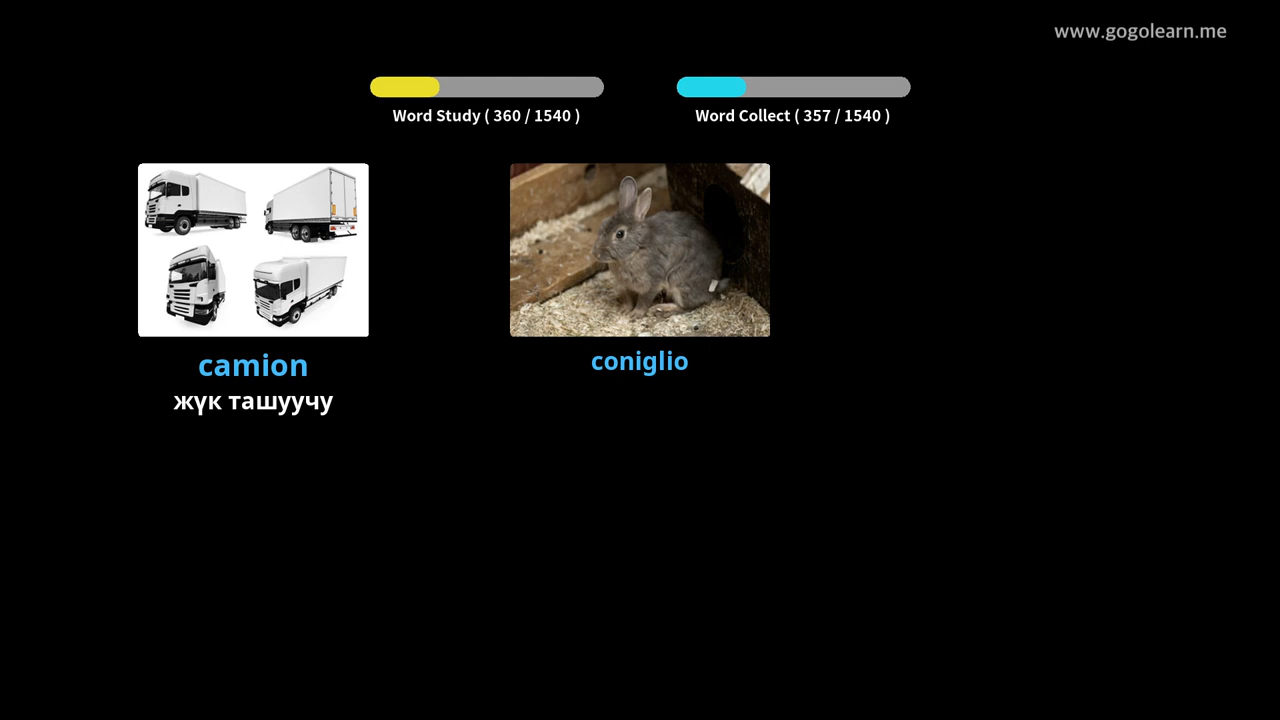 www.gogolearn.me
Word Study ( 360 / 1540 )
Word Collect ( 357 / 1540 )
camion
жүк ташуучу
coniglio